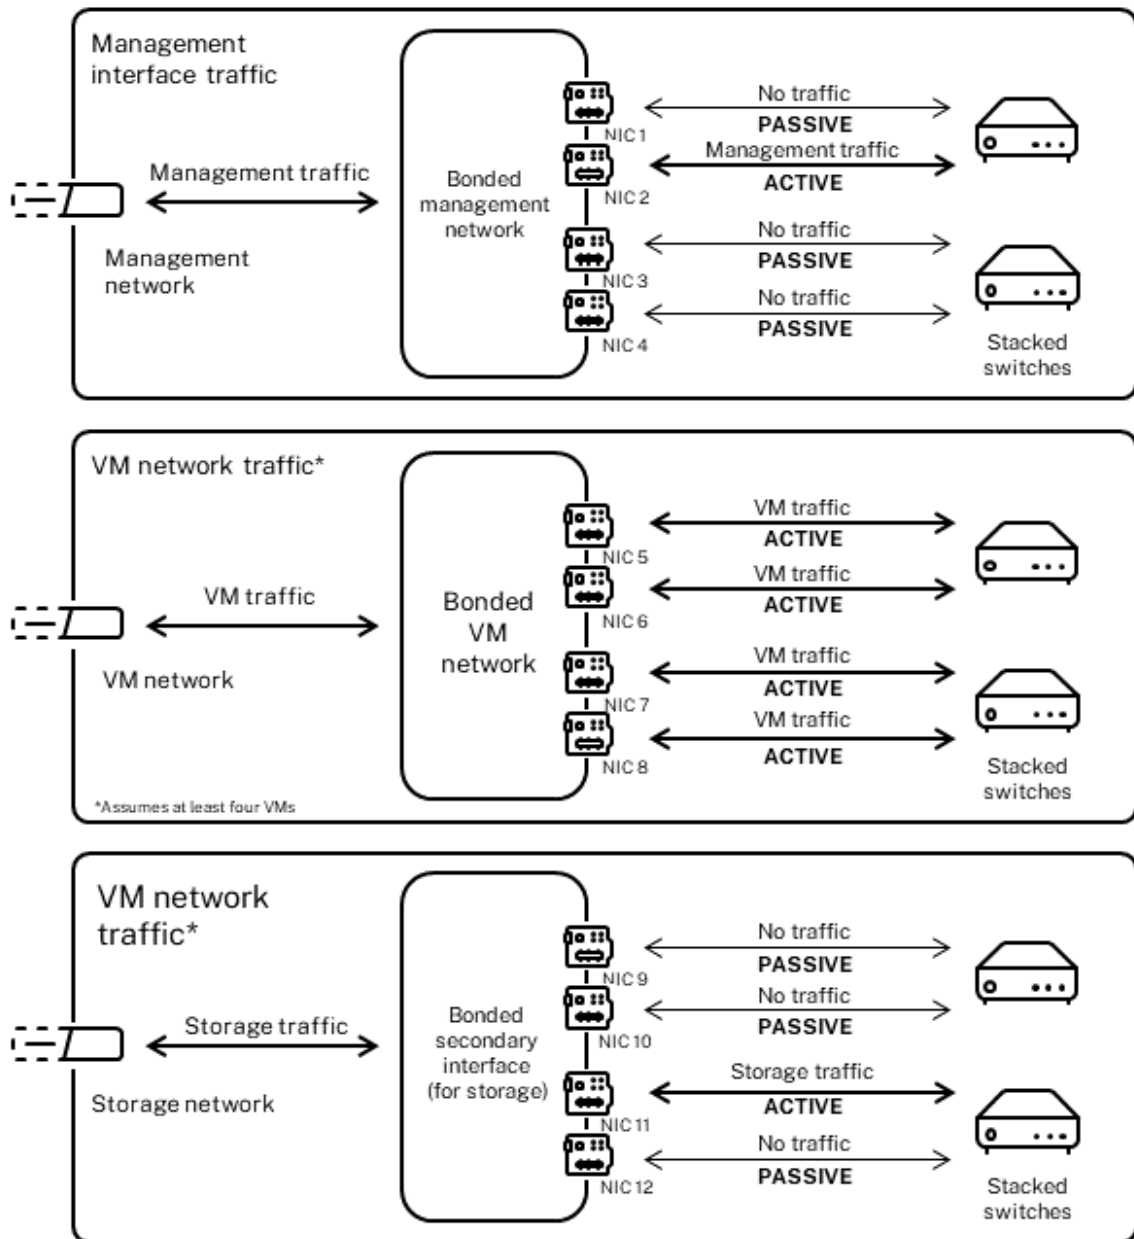 Management
interface traffic
Management traffic
Management
network
Bonded
management
network
NIC 1
NIC 2
NIC 3
NIC 4
No traffic
PASSIVE
Management traffic
ACTIVE
No traffic
PASSIVE
No traffic
PASSIVE
Stacked
switches
VM network traffic*
VM traffic
VM network
*Assumes at least four VMs
Bonded
VM
network
NIC 5
NIC 6
NIC 7
NIC 8
VM traffic
ACTIVE
VM traffic
ACTIVE
VM traffic
ACTIVE
VM traffic
ACTIVE
Stacked
switches
VM network
traffic*
Storage traffic
Storage network
Bonded
secondary
interface
(for storage)
NIC 9
NIC 10
NIC 11
NIC 12
No traffic
PASSIVE
No traffic
PASSIVE
Storage traffic
ACTIVE
No traffic
PASSIVE
Stacked
switches